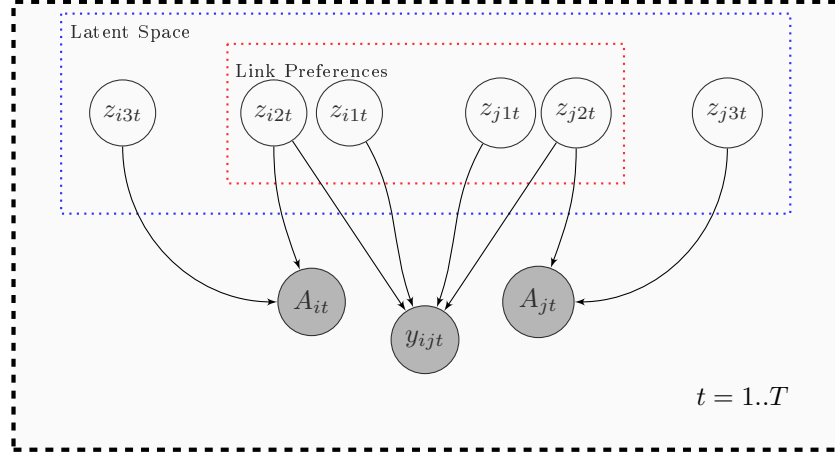 Latent Space
Link Preferences
z_{i3t} z_{i2t} z_{i1t} z_{j1t} z_{j2t} z_{j3t}
A_{it} A_{jt}
y_{ijt}
t = 1..T